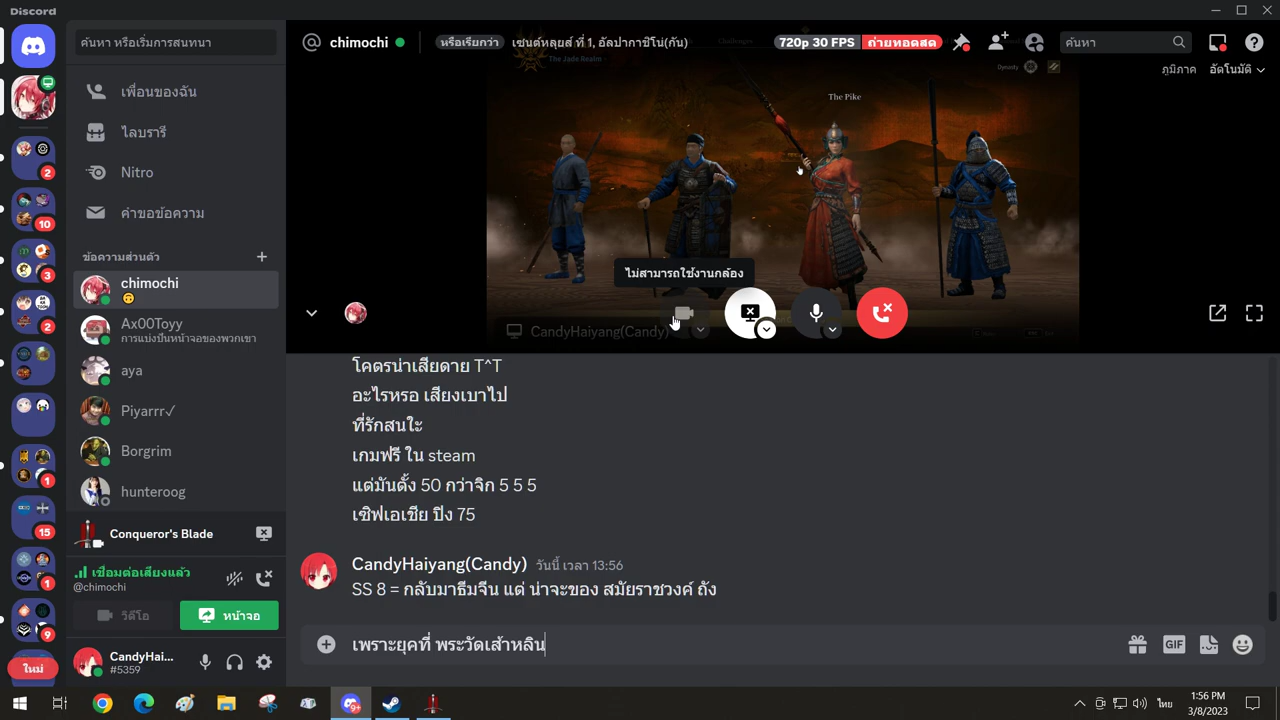 Discord
ค้นหา หรือเริ่มการสนทนา
chimochi
หรือเรียกว่า
เซนต์หลุยส์ ที่ 1, อัลปากาชิโน่(กัน)
720p 30 FPS
ถ่ายทอดสด
ค้นหา
ภูมิภาค
อัตโนมัติ
เพื่อนของฉัน
ไลบรารี่
Nitro
คำขอข้อความ
ข้อความส่วนตัว
chimochi
Ax00Toyy
การแบ่งปันหน้าจอของพวกเขา
aya
Piyarrr✓
Borgrim
hunteroog
The Jade Realm
Challenges
Dynasty
The Pike
ไม่สามารถใช้งานกล้อง
CandyHaiyang(Candy)
โคตรน่าเสียดาย T^T
อะไรหรอ เสียงเบาไป
ที่รักสนใะ
เกมฟรี ใน steam
แต่มันตั้ง 50 กว่าจิก 5 5 5
เซิฟเอเชีย ปิง 75
CandyHaiyang(Candy) วันนี้ เวลา 13:56
SS 8 = กลับมาธีมจีน แต่ น่าจะของ สมัยราชวงค์ ถัง
เพราะยุคที่ พระวัดเส้าหลิน
GIF
Conqueror's Blade
เชื่อมต่อเสียงแล้ว
@chimochi
วิดีโอ
หน้าจอ
CandyHai...
#5359
2
10
3
2
1
15
1
9
ใหม่
9+
ไทย
1:56 PM
3/8/2023